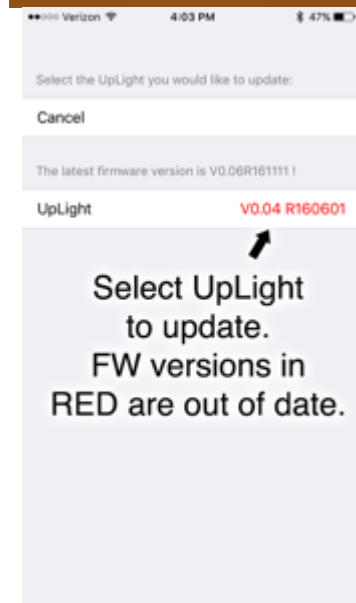 ●●○○○ Verizon 4:03 PM 47%
Select the UpLight you would like to update:
Cancel
The latest firmware version is V0.06R161111 !
UpLight V0.04 R160601
Select UpLight
to update.
FW versions in
RED are out of date.